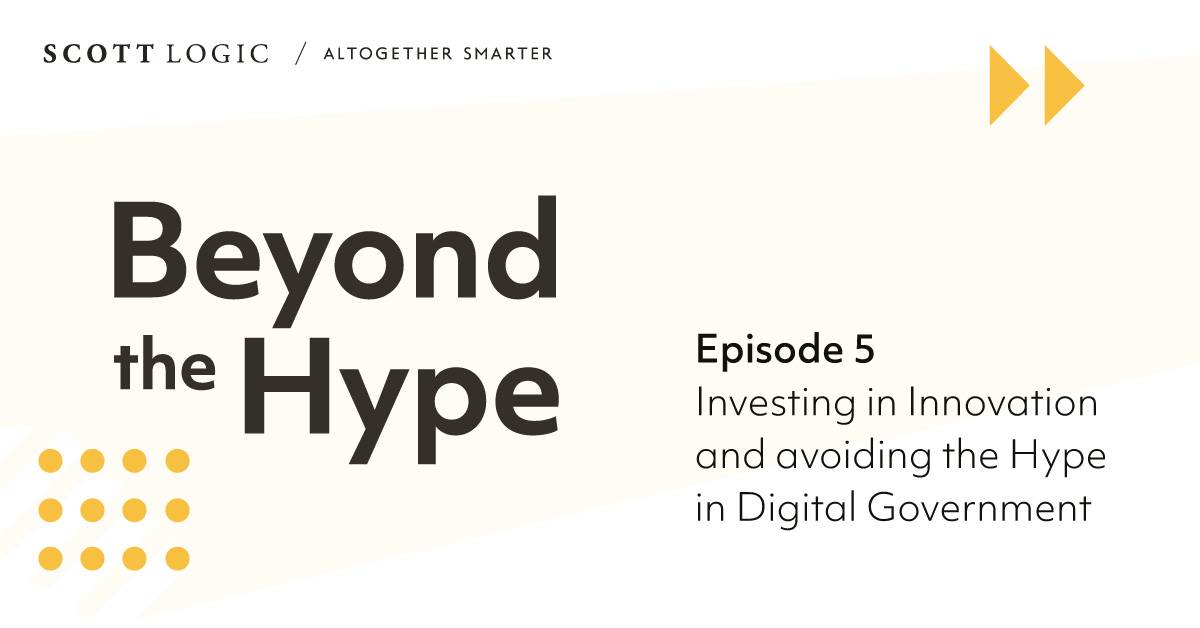 SCOTT LOGIC / ALTOGETHER SMARTER
Beyond
the Hype
Episode 5
Investing in Innovation
and avoiding the Hype
in Digital Government